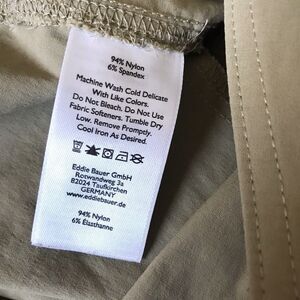 94% Nylon
6% Spandex
Machine Wash Cold Delicate
With Like Colors.
Do Not Bleach. Do Not Use
Fabric Softeners. Tumble Dry
Low. Remove Promptly.
Cool Iron As Desired.
Eddie Bauer GmbH
Rotwandweg 3a
82024 Taufkirchen
GERMANY
www.eddiebauer.de
94% Nylon
6% Élasthanne